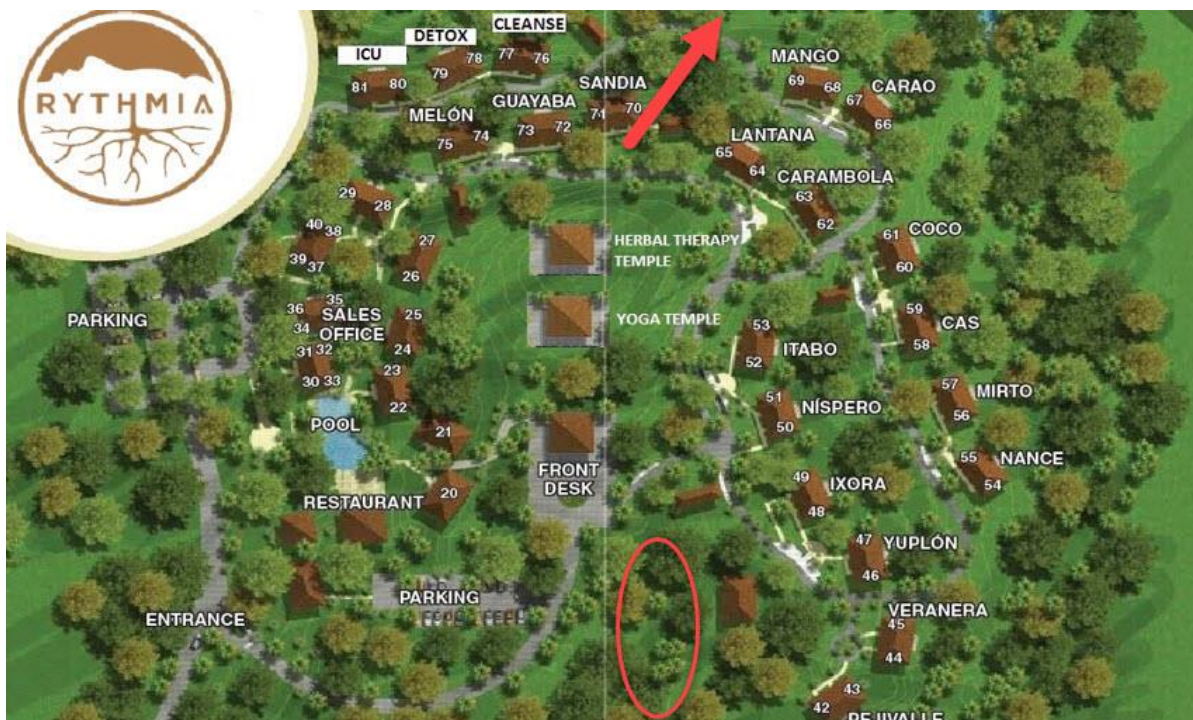 RYTHMIA
CLEANSE
DETOX
ICU
77 76
79 78
81 80
SANDIA
71 70
GUAYABA
73 72
MELÓN
75 74
MANGO
69 68
CARAO
67 66
LANTANA
65 64
CARAMBOLA
63 62
COCO
61 60
CAS
59 58
MIRTO
57 56
NANCE
55 54
ITABO
53 52
NÍSPERO
51 50
IXORA
49 48
YUPLÓN
47 46
VERANERA
45 44
43 42
PEJIVALLE
HERBAL THERAPY
TEMPLE
YOGA TEMPLE
FRONT
DESK
29 28
40 38
39 37
27 26
36 35
34
SALES
OFFICE
31 32
30 33
25 24
23 22
21
20
PARKING
POOL
RESTAURANT
PARKING
ENTRANCE